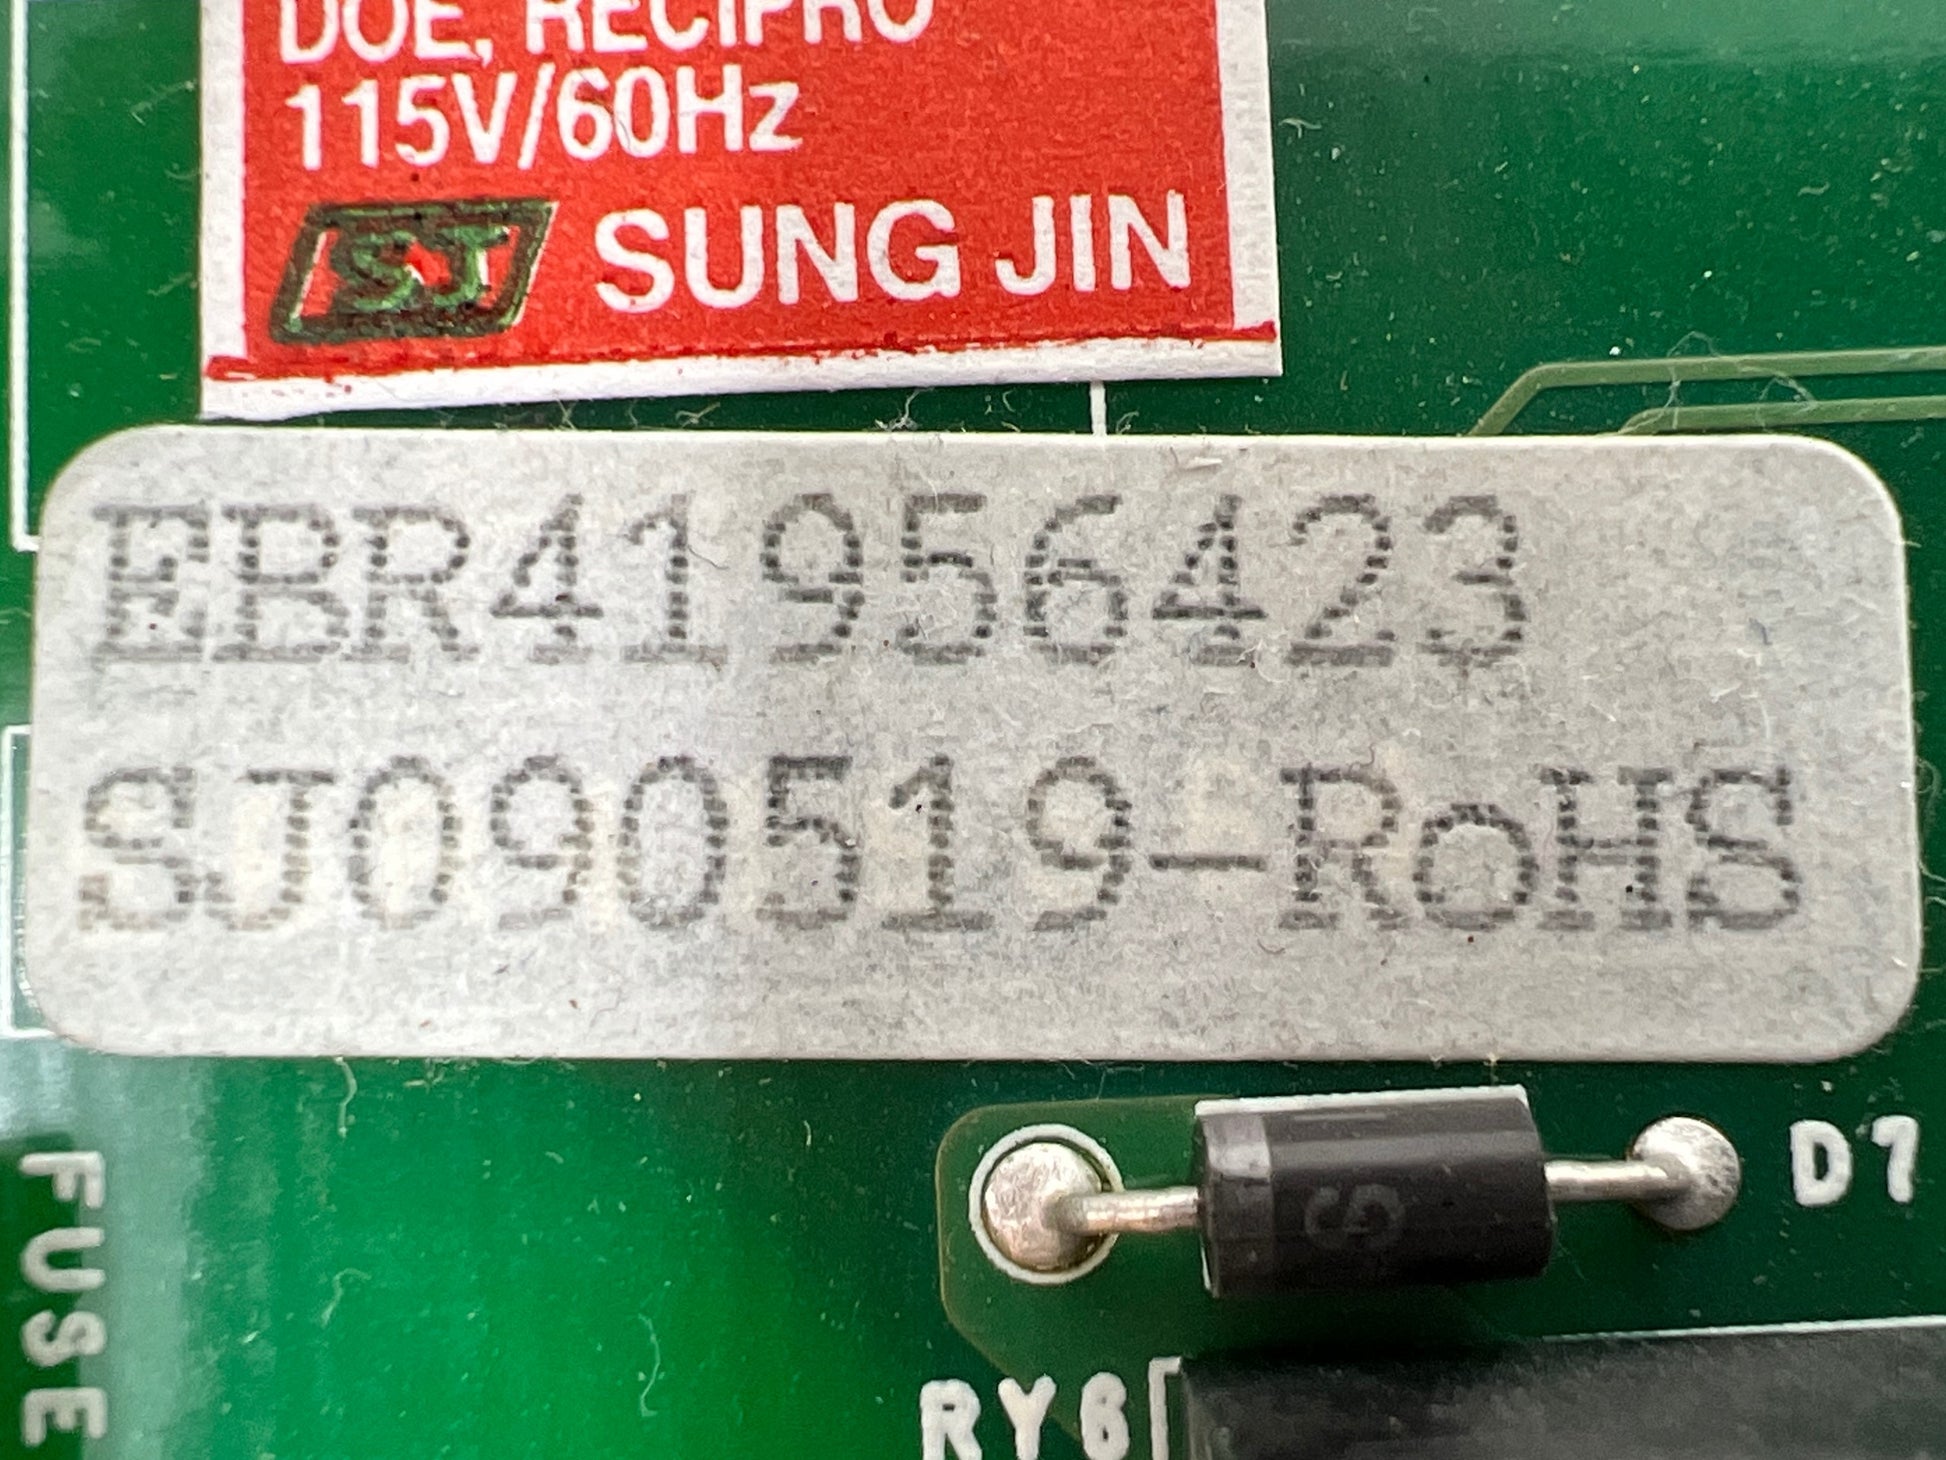 DOE, RECIPRO
115V/60Hz
SJ SUNG JIN
EBR41956423
SJ090519-RoHS
D7
FUSE
RY6